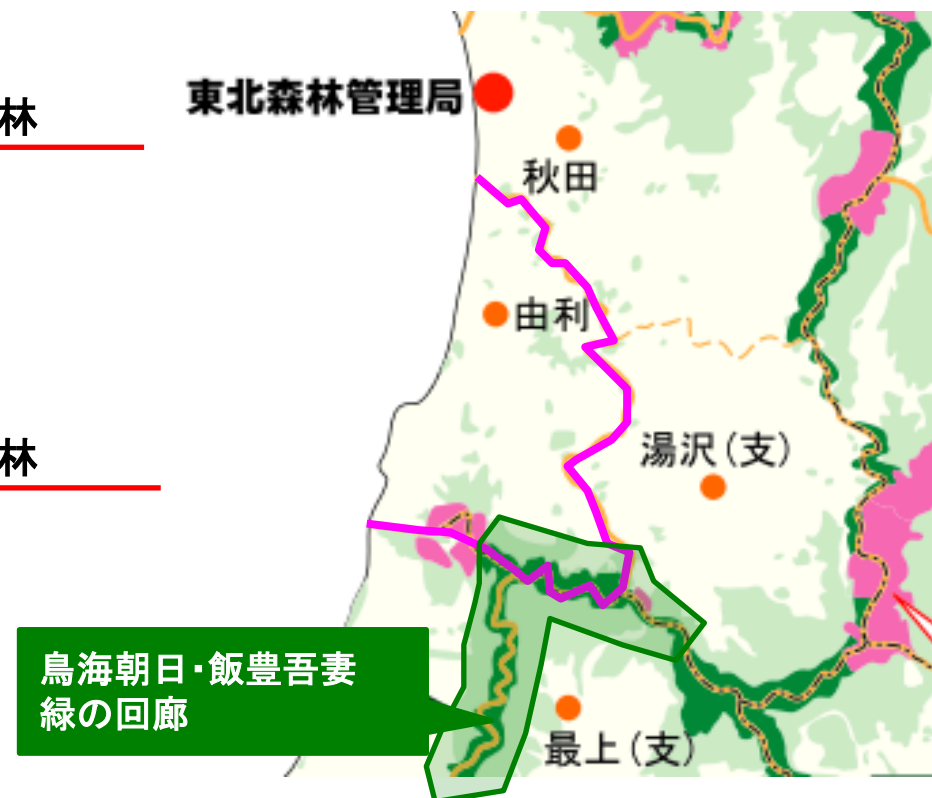 東北森林管理局
林
秋田
由利
湯沢(支)
林
鳥海朝日・飯豊吾妻
緑の回廊
最上(支)